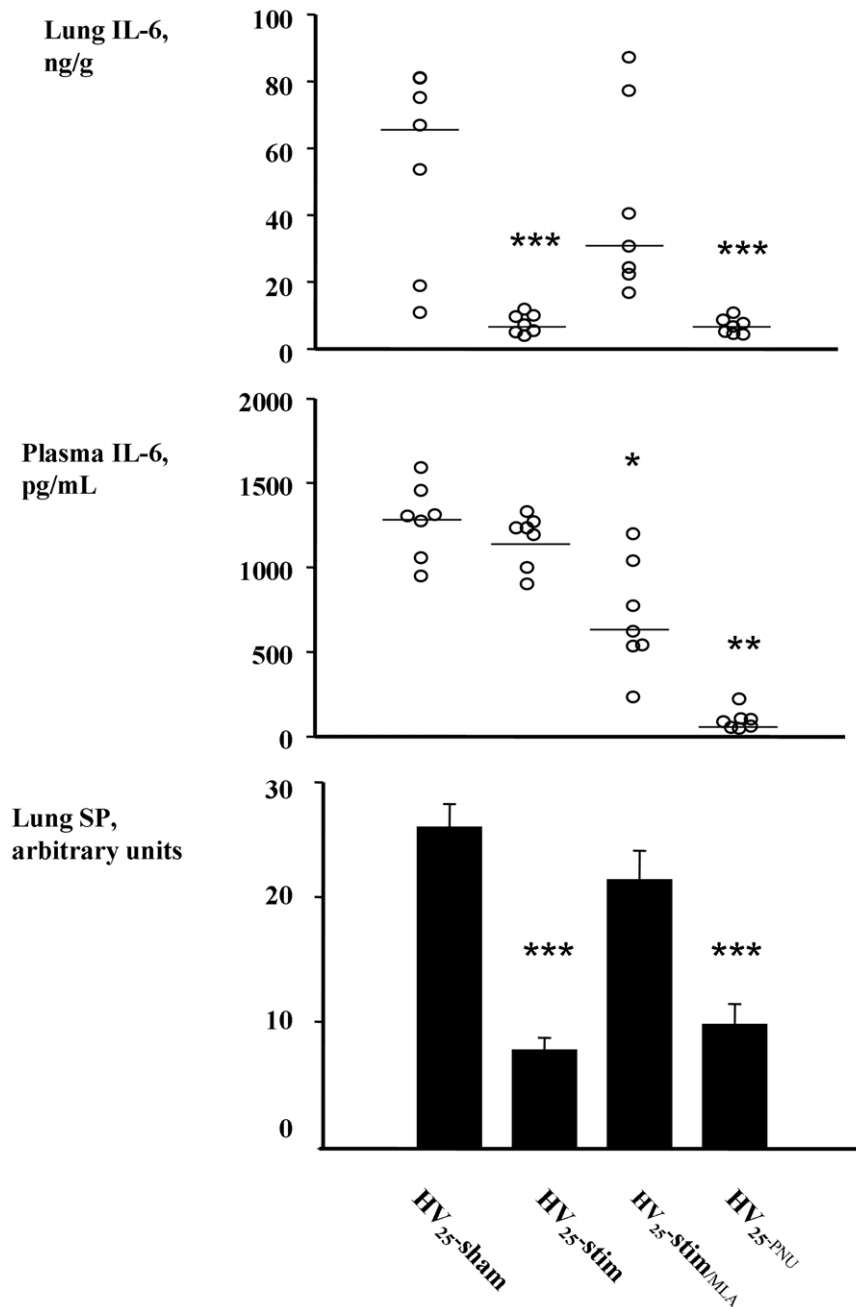 Lung IL-6,
ng/g
100
80
60
40
20
0
***
***
Plasma IL-6,
pg/mL
2000
1500
1000
500
0
*
**
Lung SP,
arbitrary units
30
20
10
0
***
***
HV25-sham
HV25-stim
HV25-stim/MLA
HV25-PNU